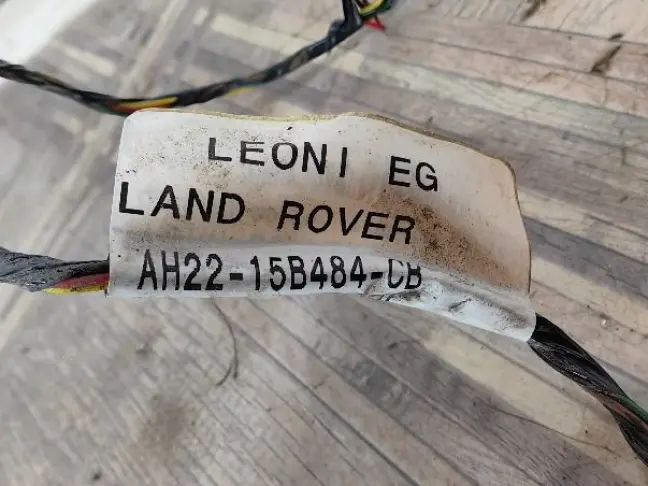 LEONI EG
LAND ROVER
AH22-15B484-CB